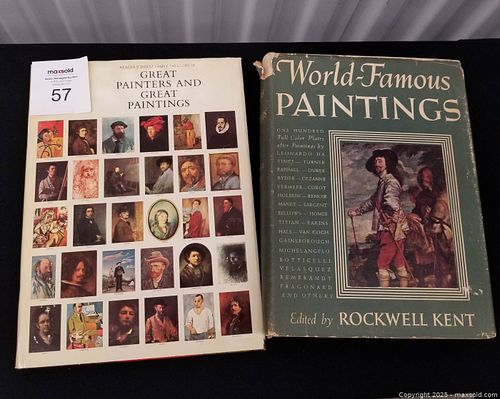 maxsold
57
READER'S DIGEST FAMILY TREASURY OF
GREAT
PAINTERS AND
GREAT
PAINTINGS
World-Famous
PAINTINGS
ONE HUNDRED
Full Color Plates
after Paintings by
LEONARDO DA
VINCI – TURNER
RAPHAEL – DURER
RYDER – CEZANNE
VERMEER – COROT
HOLBEIN – RENOIR
MANET – SARGENT
BELLOWS – HOMER
TITIAN – EAKINS
HALS – VAN GOGH
GAINSBOROUGH
MICHELANGELO
BOTTICELLI
VELASQUEZ
REMBRANDT
FRAGONARD
AND OTHERS
Edited by ROCKWELL KENT
Copyright 2025 - maxsold.com